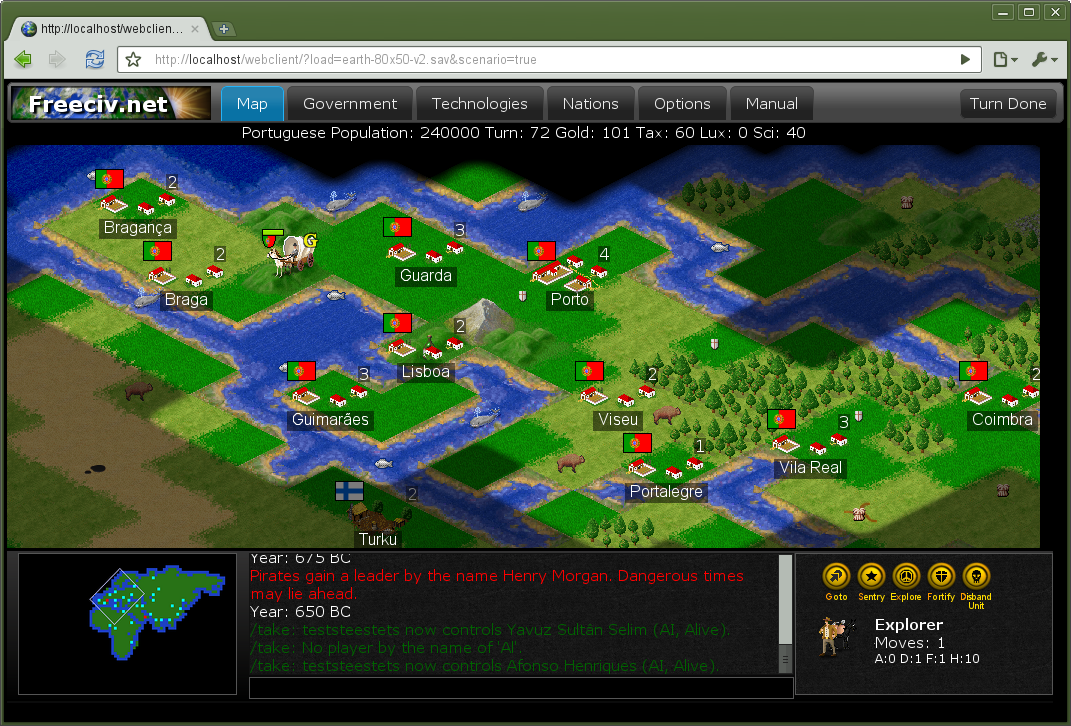 http://localhost/webclien...
http://localhost/webclient/?load=earth-80x50-v2.sav&scenario=true
Freeciv.net
Map
Government
Technologies
Nations
Options
Manual
Turn Done
Portuguese Population: 240000 Turn: 72 Gold: 101 Tax: 60 Lux: 0 Sci: 40
2
Bragança
2
Braga
G
3
Guarda
4
Porto
2
Lisboa
3
Guimarães
2
Viseu
2
Coimbra
3
Vila Real
1
Portalegre
2
Turku
Year: 675 BC
Pirates gain a leader by the name Henry Morgan. Dangerous times
may lie ahead.
Year: 650 BC
/take: teststeestets now controls Yavuz Sultân Selim (AI, Alive).
/take: No player by the name of 'AI'.
/take: teststeestets now controls Afonso Henriques (AI, Alive).
Goto
Sentry
Explore
Fortify
Disband
Unit
Explorer
Moves: 1
A:0 D:1 F:1 H:10